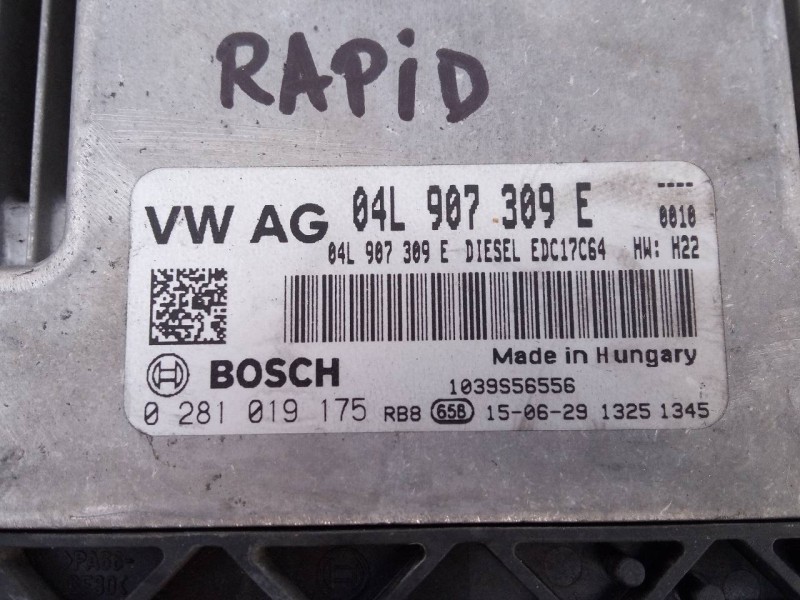 RAPiD
VW AG 04L 907 309 E ----
0010
04L 907 309 E DIESEL EDC17C64 HW: H22
Made in Hungary
BOSCH
1039S56556
0 281 019 175 RB8 658 15-06-29 1325 1345